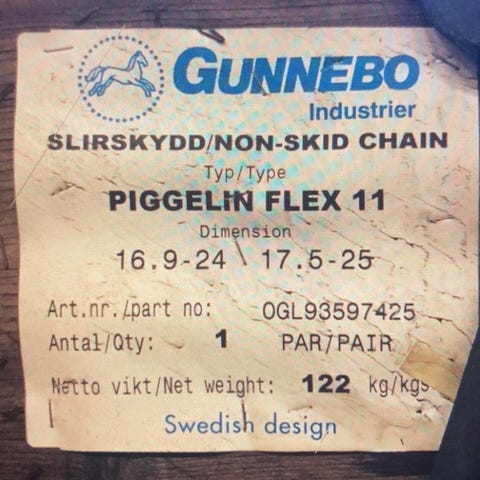 GUNNEBO
Industrier
SLIRSKYDD/NON-SKID CHAIN
Typ/Type
PIGGELIN FLEX 11
Dimension
16.9-24 \ 17.5-25
Art.nr./part no: OGL93597425
Antal/Qty: 1 PAR/PAIR
Netto vikt/Net weight: 122 kg/kgs
Swedish design